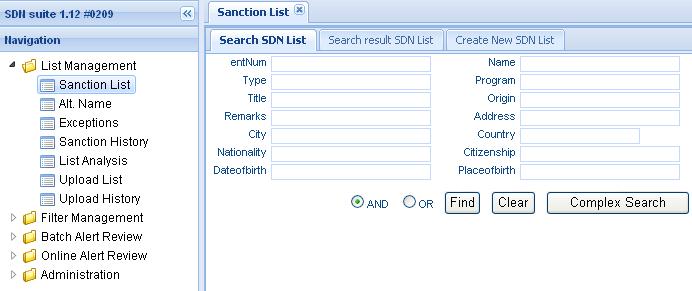 SDN suite 1.12 #0209
Navigation
List Management
Sanction List
Alt. Name
Exceptions
Sanction History
List Analysis
Upload List
Upload History
Filter Management
Batch Alert Review
Online Alert Review
Administration
Sanction List
Search SDN List Search result SDN List Create New SDN List
entNum Name
Type Program
Title Origin
Remarks Address
City Country
Nationality Citizenship
Dateofbirth Placeofbirth
AND OR Find Clear Complex Search